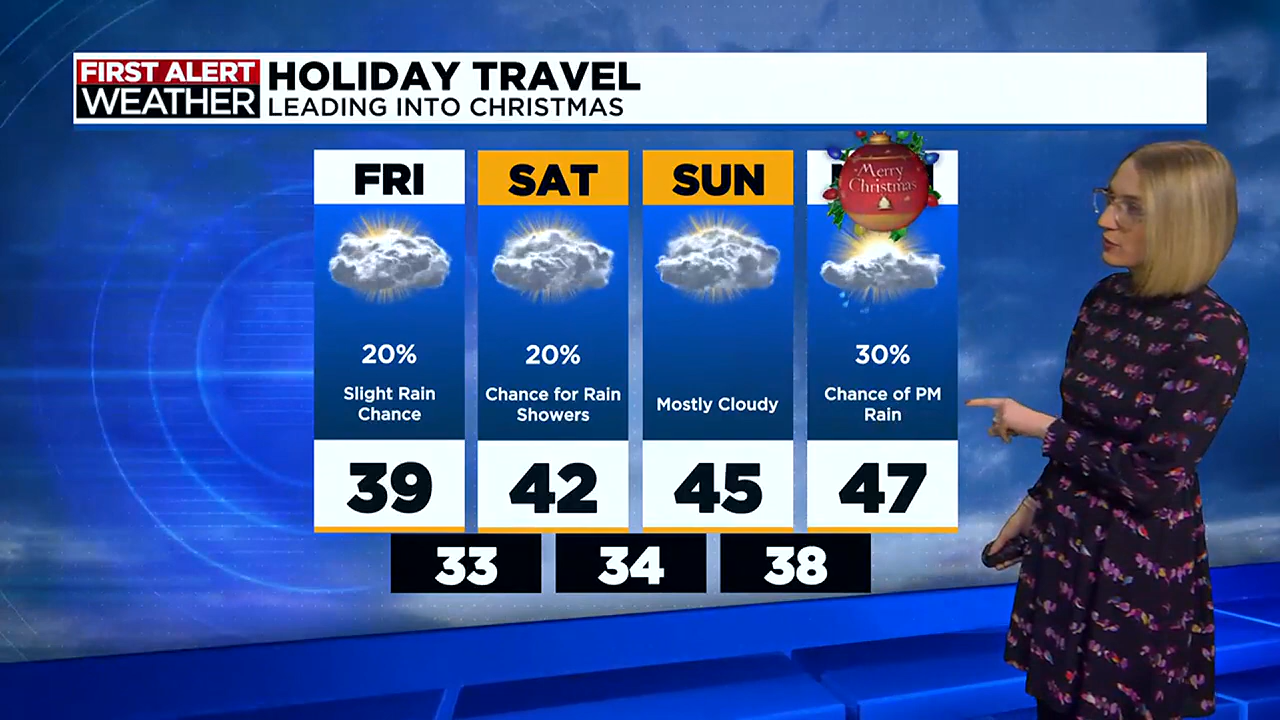 FIRST ALERT
WEATHER
HOLIDAY TRAVEL
LEADING INTO CHRISTMAS
FRI
SAT
SUN
Merry
Christmas
20%
20%
30%
Slight Rain
Chance
Chance for Rain
Showers
Mostly Cloudy
Chance of PM
Rain
39
42
45
47
33
34
38